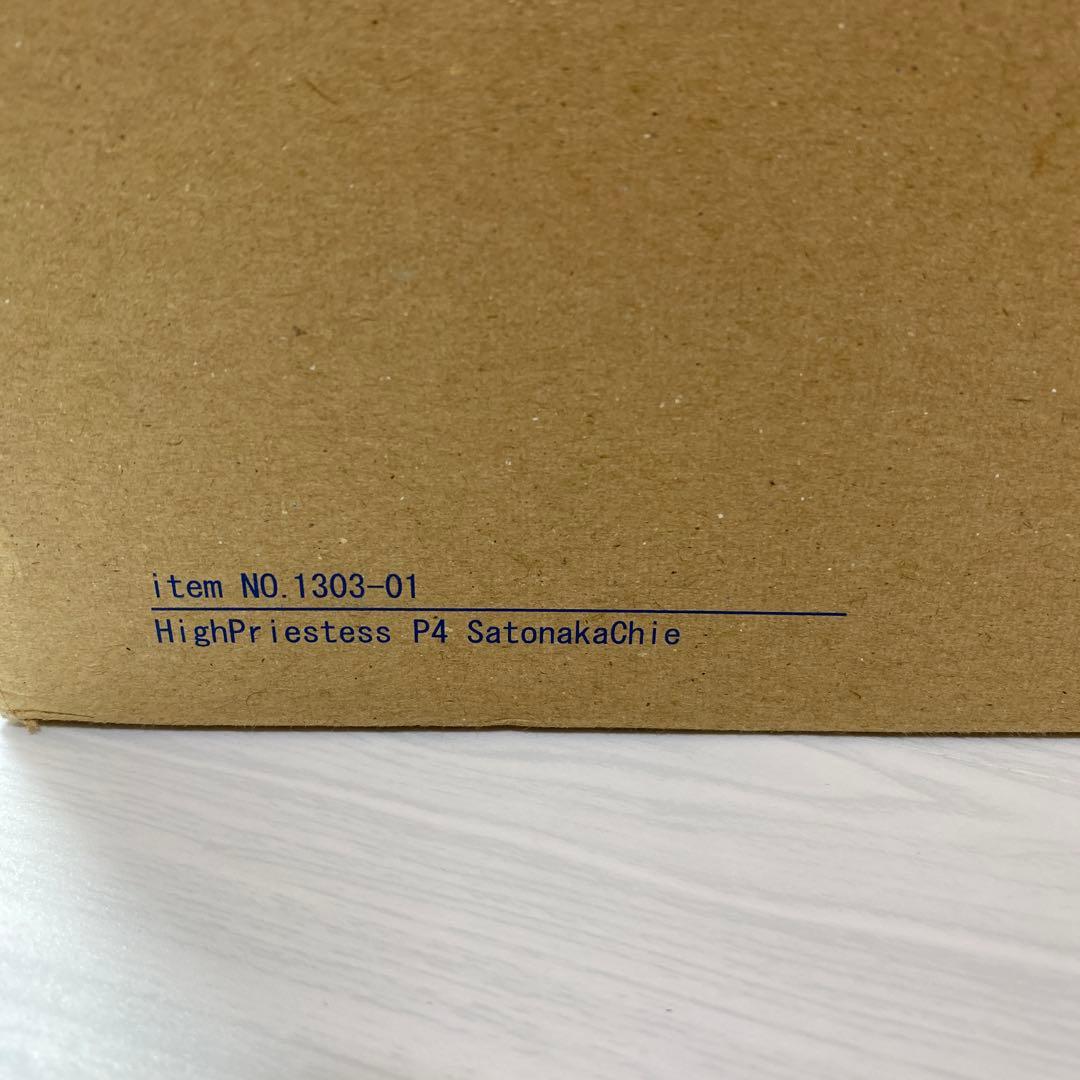 item NO.1303-01
HighPriestess P4 SatonakaChie